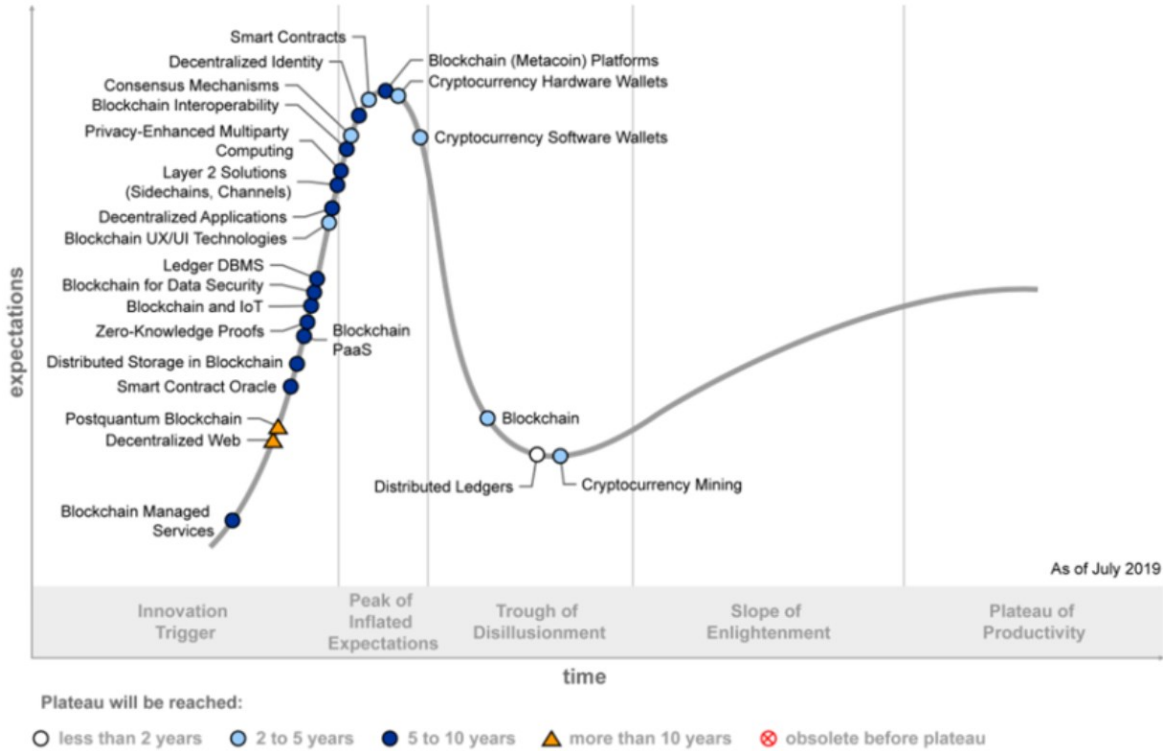 Smart Contracts
Decentralized Identity
Consensus Mechanisms
Blockchain Interoperability
Privacy-Enhanced Multiparty
Computing
Layer 2 Solutions
(Sidechains, Channels)
Decentralized Applications
Blockchain UX/UI Technologies
Ledger DBMS
Blockchain for Data Security
Blockchain and IoT
Zero-Knowledge Proofs
Blockchain
PaaS
Distributed Storage in Blockchain
Smart Contract Oracle
Postquantum Blockchain
Decentralized Web
Blockchain Managed
Services
Blockchain (Metacoin) Platforms
Cryptocurrency Hardware Wallets
Cryptocurrency Software Wallets
Blockchain
Distributed Ledgers
Cryptocurrency Mining
As of July 2019
expectations
Innovation
Trigger
Peak of
Inflated
Expectations
Trough of
Disillusionment
Slope of
Enlightenment
Plateau of
Productivity
time
Plateau will be reached:
less than 2 years
2 to 5 years
5 to 10 years
more than 10 years
obsolete before plateau